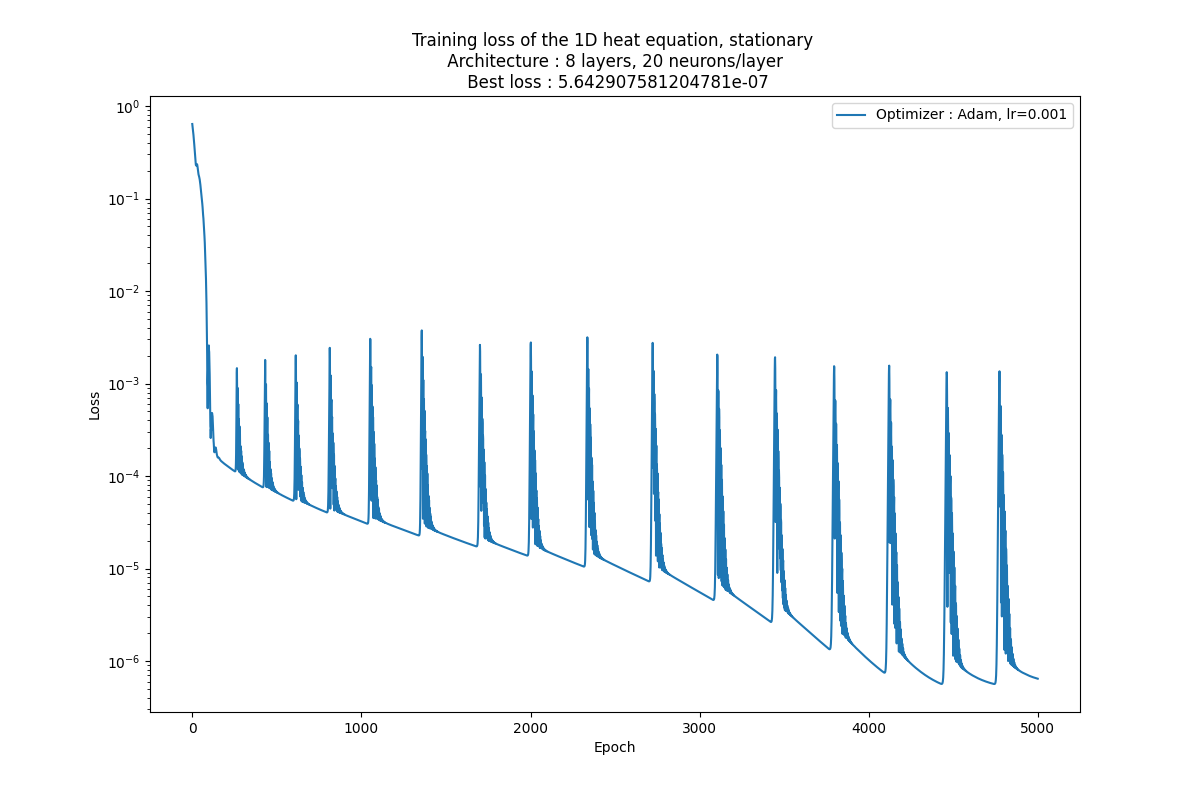 Training loss of the 1D heat equation, stationary
Architecture : 8 layers, 20 neurons/layer
Best loss : 5.642907581204781e-07
Optimizer : Adam, lr=0.001
10⁰
10⁻¹
10⁻²
10⁻³
10⁻⁴
10⁻⁵
10⁻⁶
Loss
0 1000 2000 3000 4000 5000
Epoch